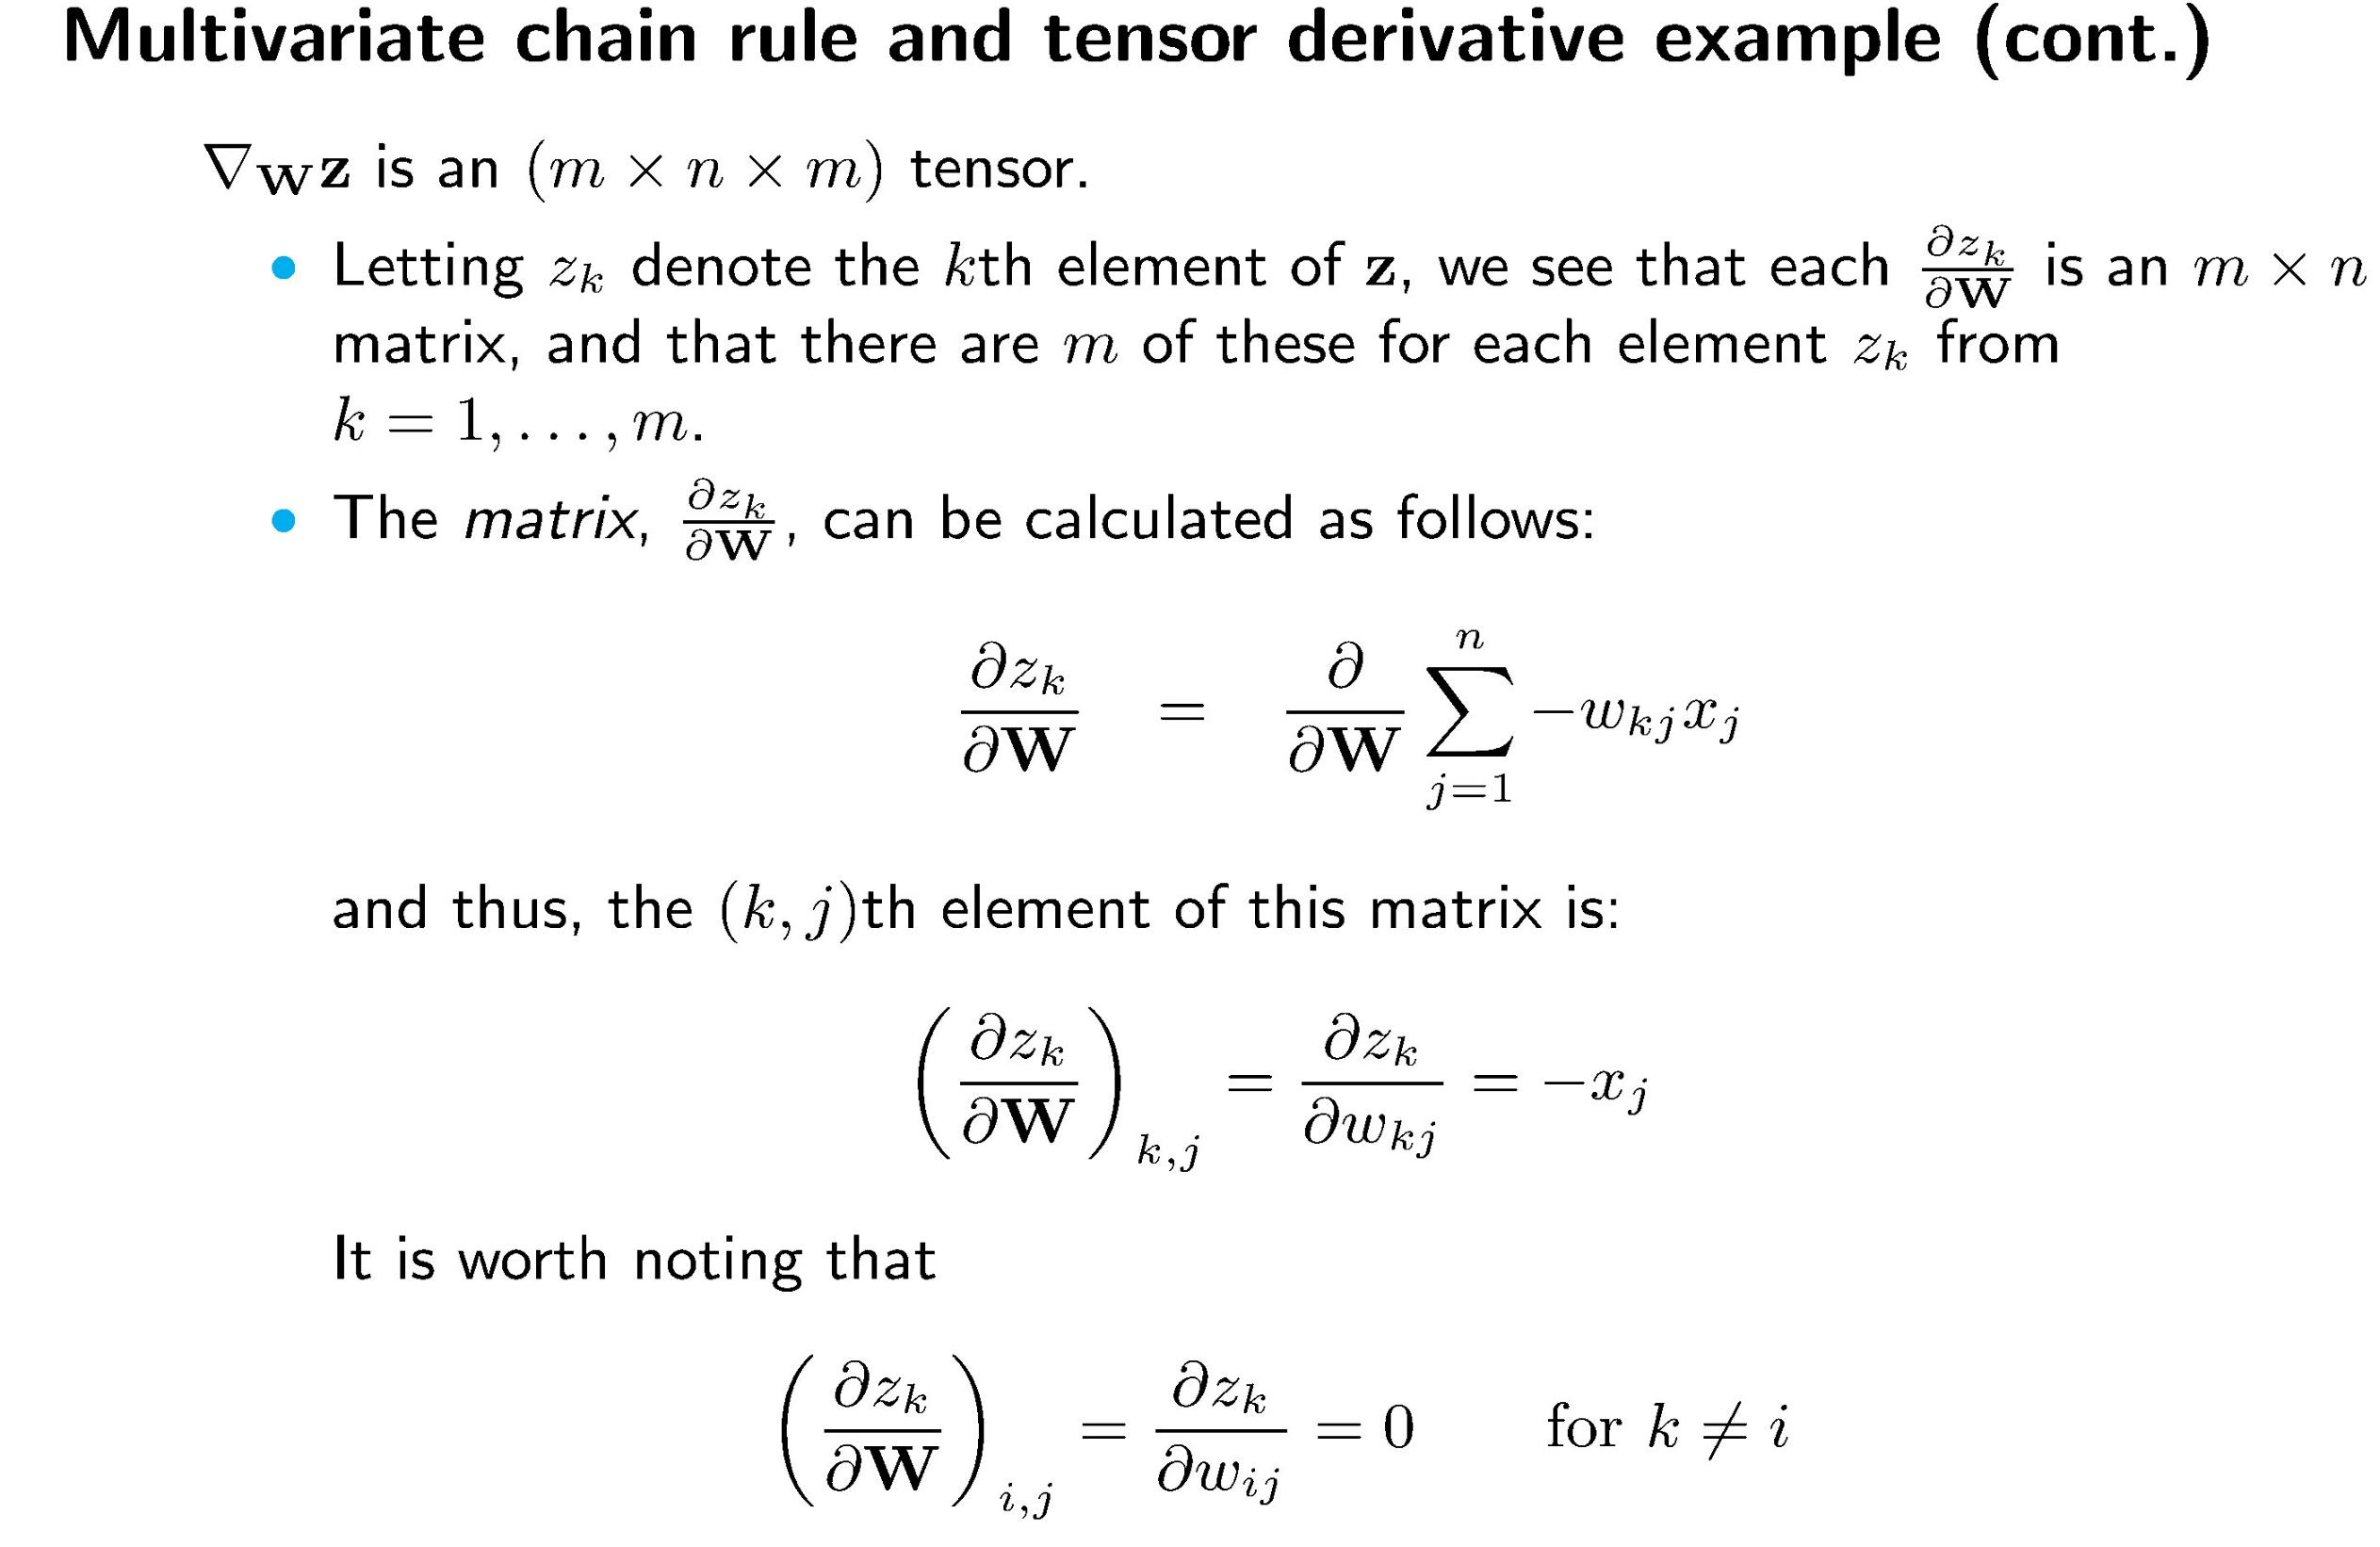 Multivariate chain rule and tensor derivative example (cont.)
$\nabla_{\mathbf{W}}\mathbf{z}$ is an $(m \times n \times m)$ tensor.
• Letting $z_k$ denote the $k$th element of $\mathbf{z}$, we see that each $\frac{\partial z_k}{\partial \mathbf{W}}$ is an $m \times n$
matrix, and that there are $m$ of these for each element $z_k$ from
$k = 1, \ldots, m$.
• The matrix, $\frac{\partial z_k}{\partial \mathbf{W}}$, can be calculated as follows:
$\frac{\partial z_k}{\partial \mathbf{W}} = \frac{\partial}{\partial \mathbf{W}} \sum_{j=1}^{n} -w_{kj} x_j$
and thus, the $(k, j)$th element of this matrix is:
$\left( \frac{\partial z_k}{\partial \mathbf{W}} \right)_{k,j} = \frac{\partial z_k}{\partial w_{kj}} = -x_j$
It is worth noting that
$\left( \frac{\partial z_k}{\partial \mathbf{W}} \right)_{i,j} = \frac{\partial z_k}{\partial w_{ij}} = 0 \quad \text{for } k \neq i$